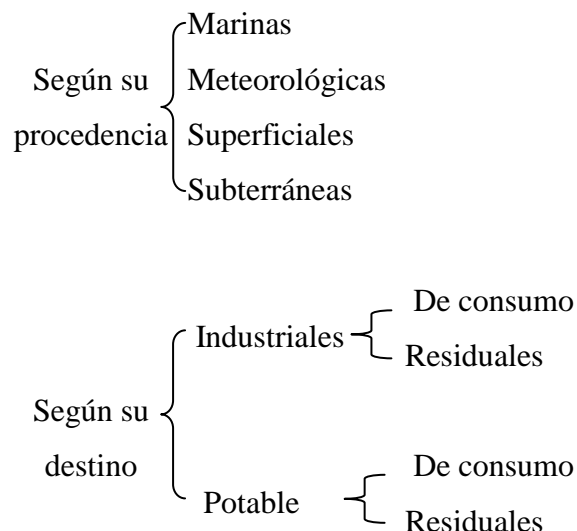 Marinas
Según su
Meteorológicas
procedencia
Superficiales
Subterráneas
De consumo
Industriales
Residuales
Según su
destino
De consumo
Potable
Residuales